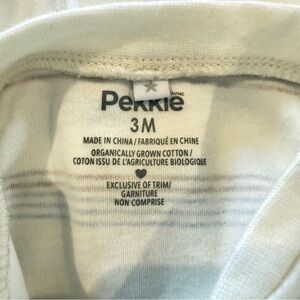 Pekkle
3M
MADE IN CHINA / FABRIQUÉ EN CHINE
ORGANICALLY GROWN COTTON /
COTON ISSU DE L'AGRICULTURE BIOLOGIQUE
EXCLUSIVE OF TRIM/
GARNITURE
NON COMPRISE